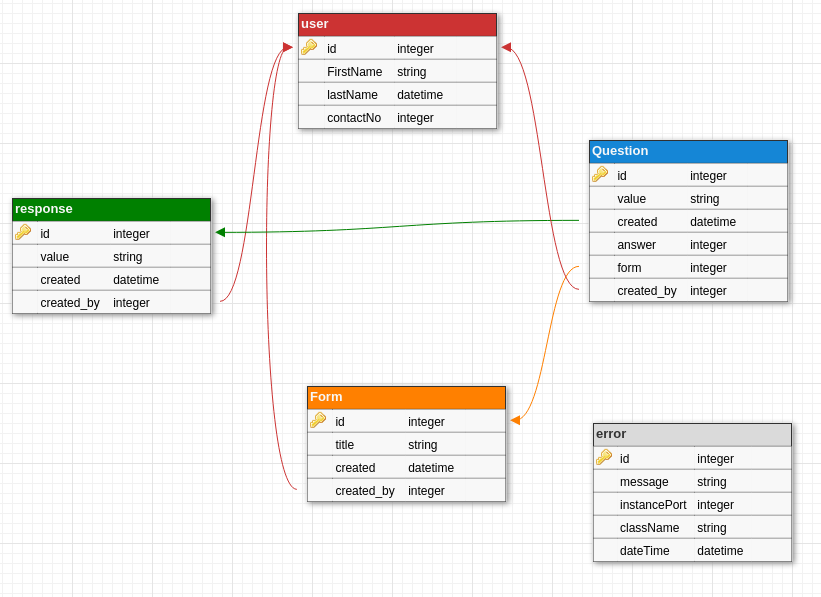 user
id integer
FirstName string
lastName datetime
contactNo integer
Question
id integer
value string
created datetime
answer integer
form integer
created_by integer
response
id integer
value string
created datetime
created_by integer
Form
id integer
title string
created datetime
created_by integer
error
id integer
message string
instancePort integer
className string
dateTime datetime